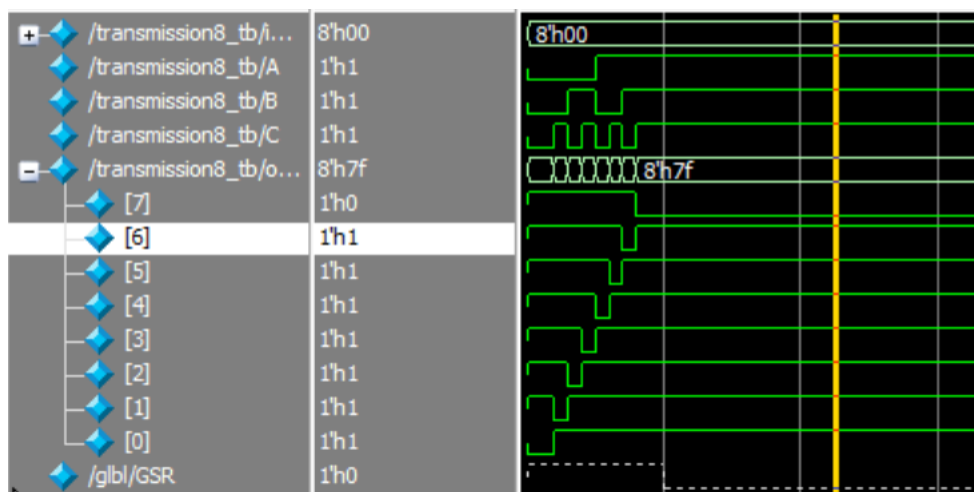 /transmission8_tb/i... 8'h00 8'h00
/transmission8_tb/A 1'h1
/transmission8_tb/B 1'h1
/transmission8_tb/C 1'h1
/transmission8_tb/o... 8'h7f 8'h7f
[7] 1'h0
[6] 1'h1
[5] 1'h1
[4] 1'h1
[3] 1'h1
[2] 1'h1
[1] 1'h1
[0] 1'h1
/glbl/GSR 1'h0